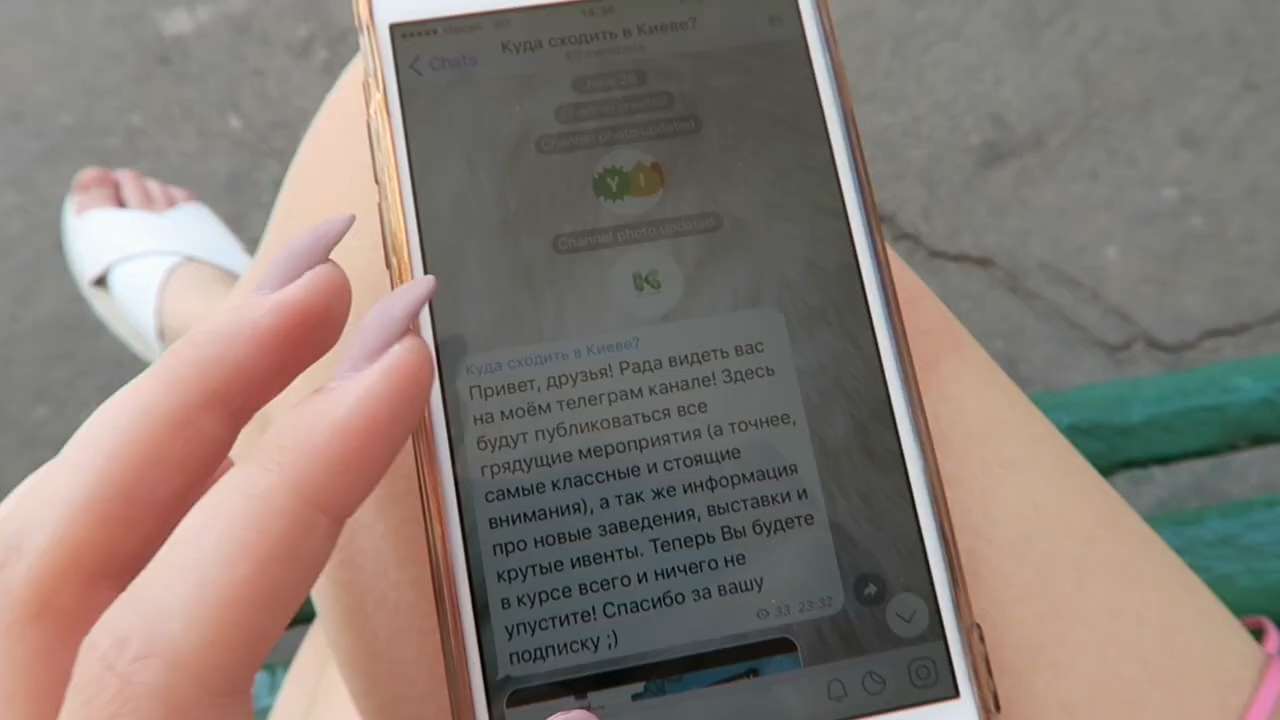 14:34
Куда сходить в Киеве?
Chats
Channel photo updated
Y
Channel photo updated
K
Куда сходить в Киеве?
Привет, друзья! Рада видеть вас
на моём телеграм канале! Здесь
будут публиковаться все
грядущие мероприятия (а точнее,
самые классные и стоящие
внимания), а так же информация
про новые заведения, выставки и
крутые ивенты. Теперь Вы будете
в курсе всего и ничего не
упустите! Спасибо за вашу
подписку ;)
33, 23:32